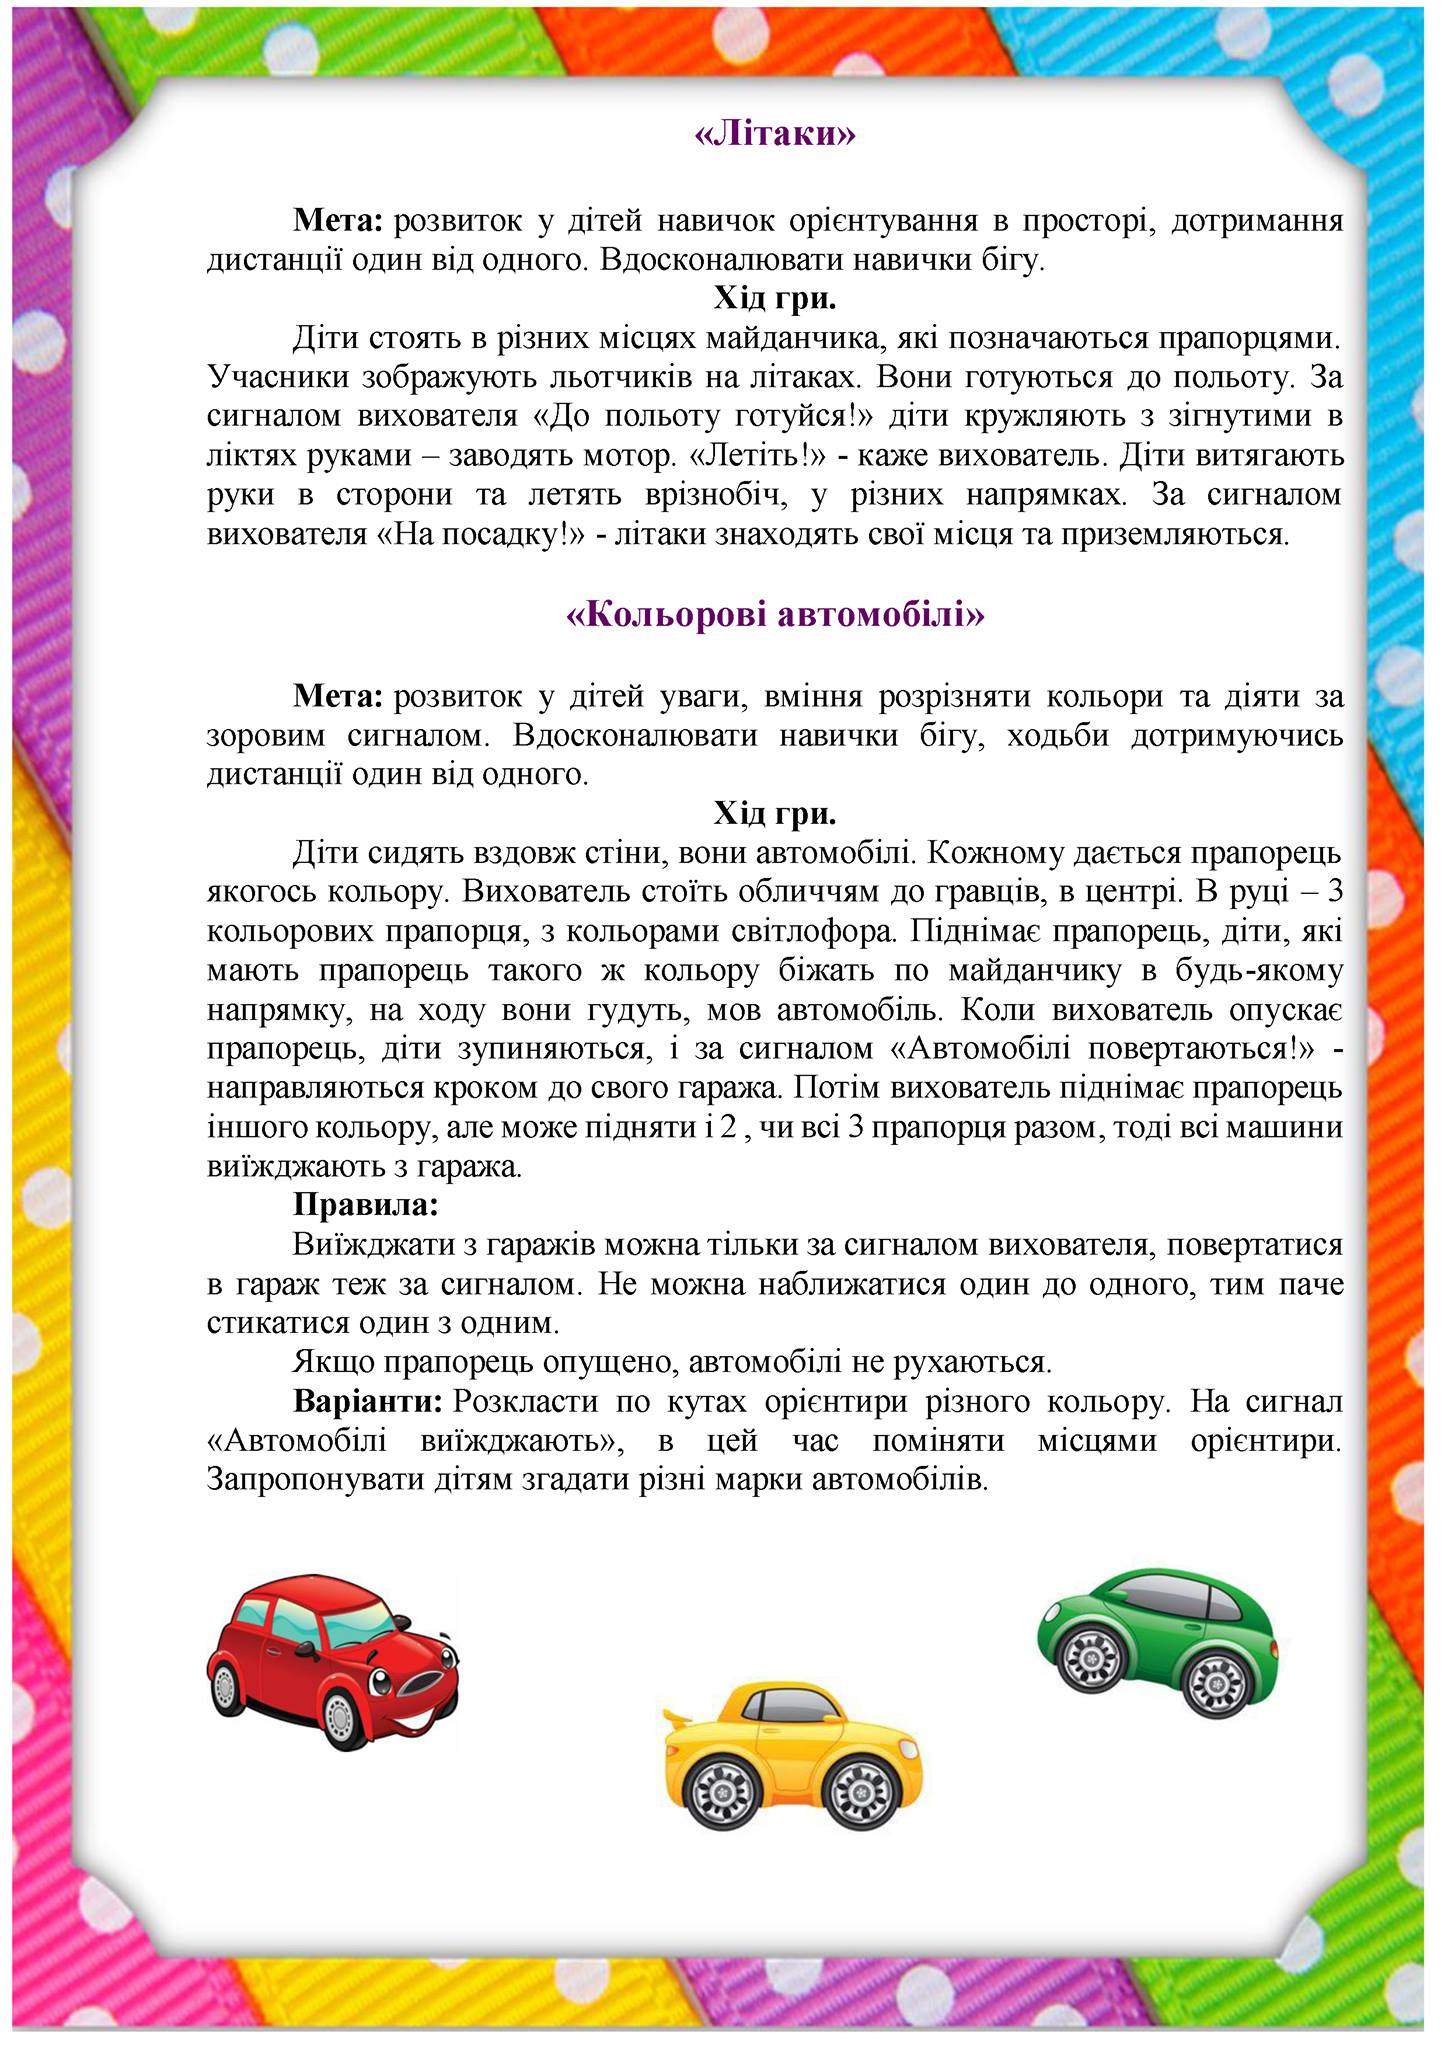 «Літаки»
Мета: розвиток у дітей навичок орієнтування в просторі, дотримання
дистанції один від одного. Вдосконалювати навички бігу.
Хід гри.
Діти стоять в різних місцях майданчика, які позначаються прапорцями.
Учасники зображують льотчиків на літаках. Вони готуються до польоту. За
сигналом вихователя «До польоту готуйся!» діти кружляють з зігнутими в
ліктях руками – заводять мотор. «Летіть!» - каже вихователь. Діти витягають
руки в сторони та летять врізнобіч, у різних напрямках. За сигналом
вихователя «На посадку!» - літаки знаходять свої місця та приземляються.
«Кольорові автомобілі»
Мета: розвиток у дітей уваги, вміння розрізняти кольори та діяти за
зоровим сигналом. Вдосконалювати навички бігу, ходьби дотримуючись
дистанції один від одного.
Хід гри.
Діти сидять вздовж стіни, вони автомобілі. Кожному дається прапорець
якогось кольору. Вихователь стоїть обличчям до гравців, в центрі. В руці – 3
кольорових прапорця, з кольорами світлофора. Піднімає прапорець, діти, які
мають прапорець такого ж кольору біжать по майданчику в будь-якому
напрямку, на ходу вони гудуть, мов автомобіль. Коли вихователь опускає
прапорець, діти зупиняються, і за сигналом «Автомобілі повертаються!» -
направляються кроком до свого гаража. Потім вихователь піднімає прапорець
іншого кольору, але може підняти і 2 , чи всі 3 прапорця разом, тоді всі машини
виїжджають з гаража.
Правила:
Виїжджати з гаражів можна тільки за сигналом вихователя, повертатися
в гараж теж за сигналом. Не можна наближатися один до одного, тим паче
стикатися один з одним.
Якщо прапорець опущено, автомобілі не рухаються.
Варіанти: Розкласти по кутах орієнтири різного кольору. На сигнал
«Автомобілі виїжджають», в цей час поміняти місцями орієнтири.
Запропонувати дітям згадати різні марки автомобілів.